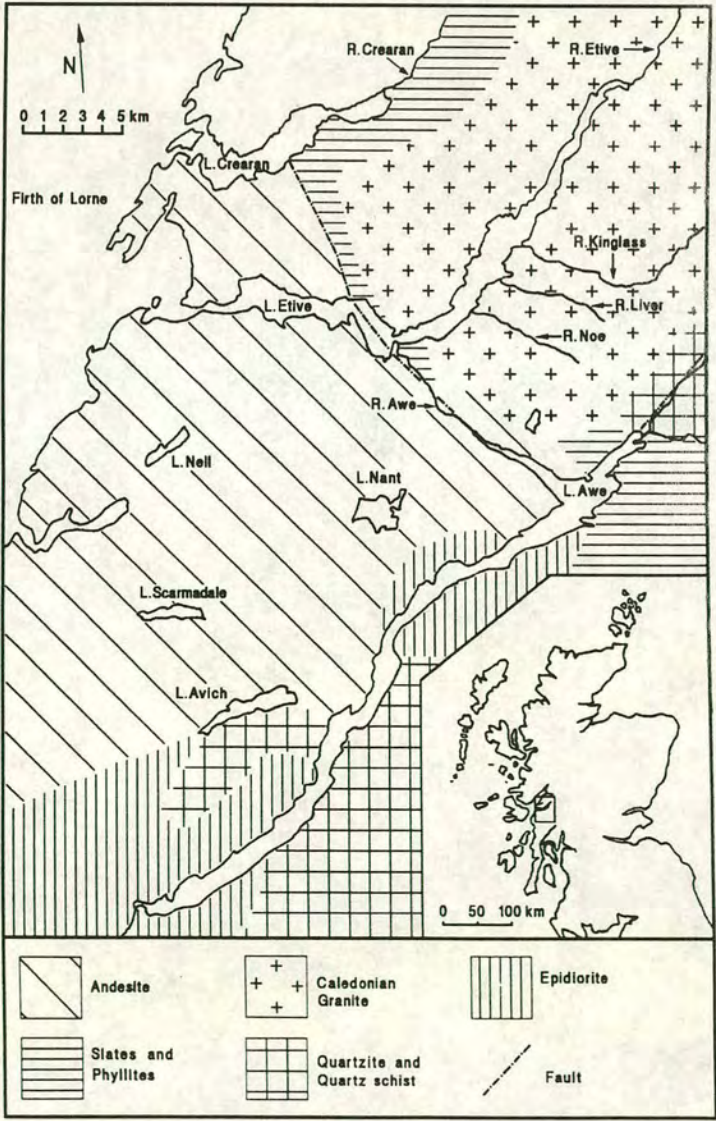 R.Crearan
R.Etive
N
0 1 2 3 4 5 km
L.Crearan
Firth of Lorne
R.Kinglass
L.Etive
R.Liver
R.Noe
R.Awe
L.Nell
L.Nant
L.Awe
L.Scarmadale
L.Avich
0 50 100 km
Andesite
Caledonian
Granite
Epidiorite
Slates and
Phyllites
Quartzite and
Quartz schist
Fault